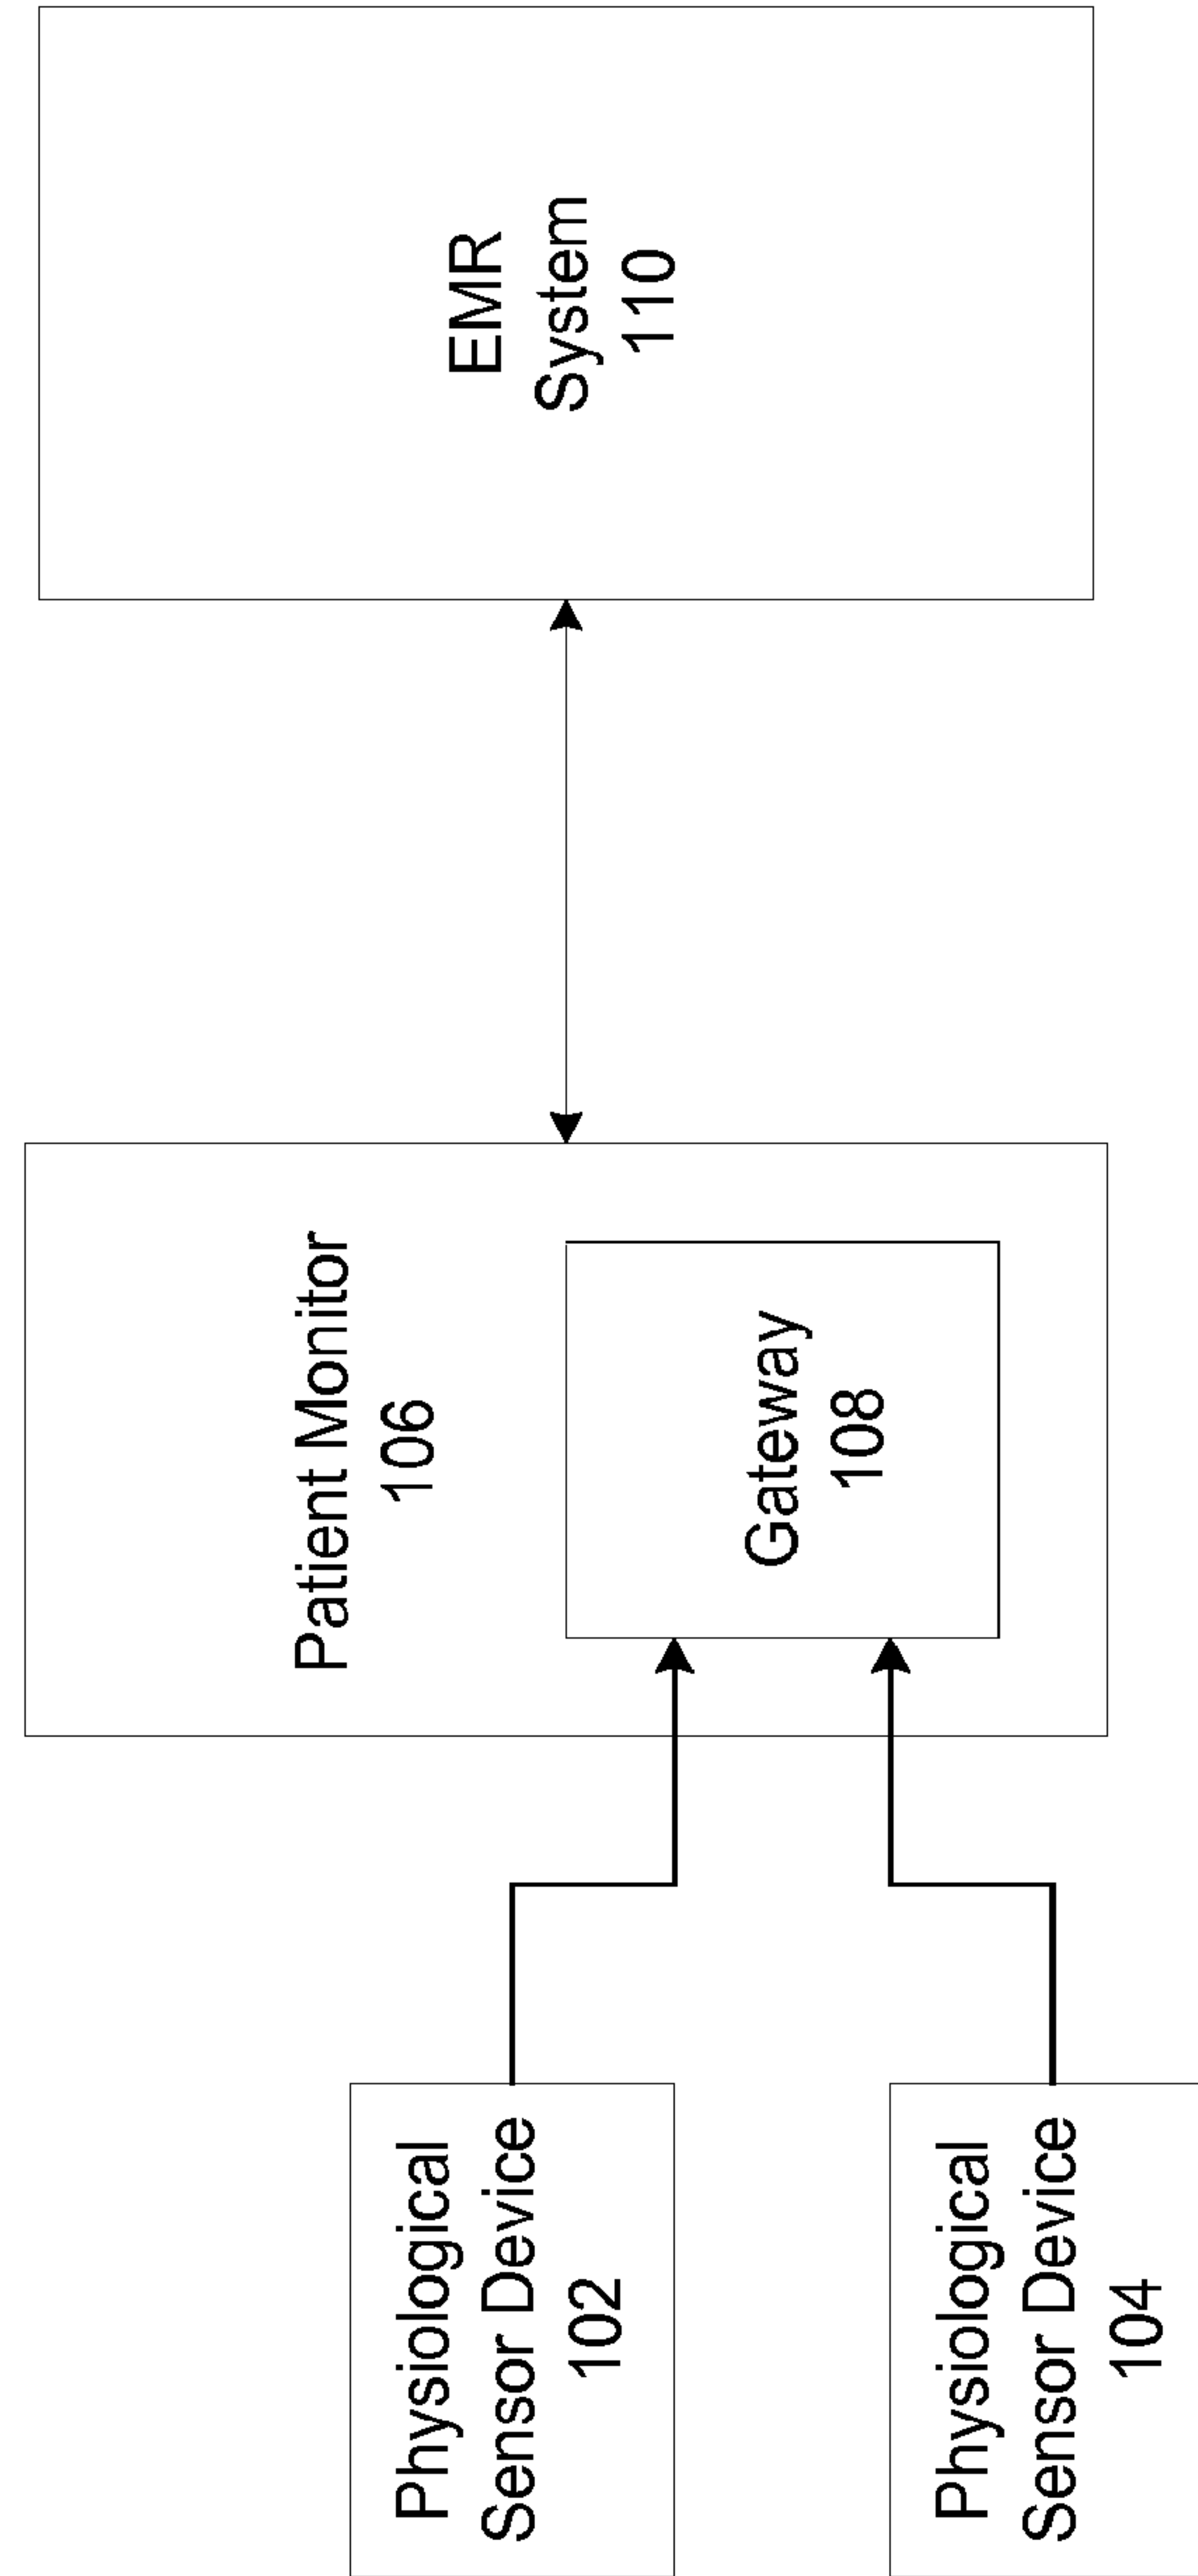 Physiological
Sensor Device
102
Physiological
Sensor Device
104
Patient Monitor
106
Gateway
108
EMR
System
110